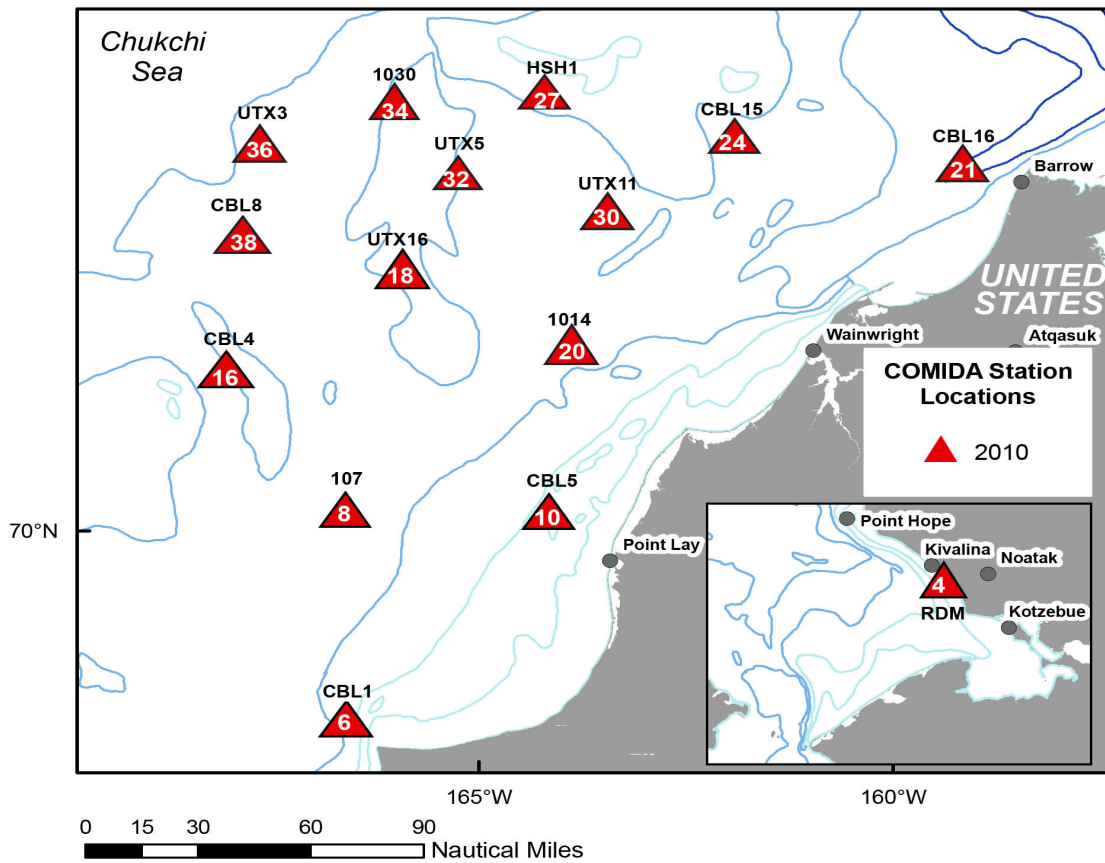 Chukchi
Sea
HSH1
27
1030
34
CBL15
24
UTX3
36
UTX5
32
CBL16
21
Barrow
UTX11
30
CBL8
38
UTX16
18
UNITED
STATES
1014
20
Wainwright
Atqasuk
CBL4
16
COMIDA Station
Locations
2010
107
8
CBL5
10
70°N
Point Lay
Point Hope
Kivalina
Noatak
4
RDM
Kotzebue
CBL1
6
165°W
160°W
0 15 30 60 90
Nautical Miles